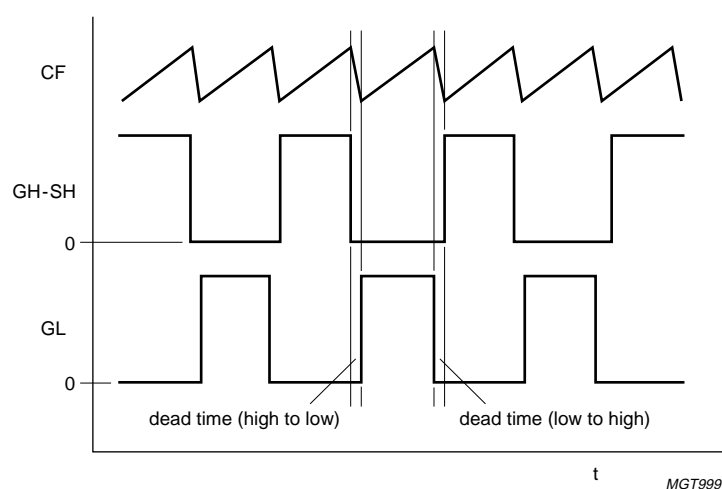 CF
GH-SH
0
GL
0
dead time (high to low)
dead time (low to high)
t
MGT999